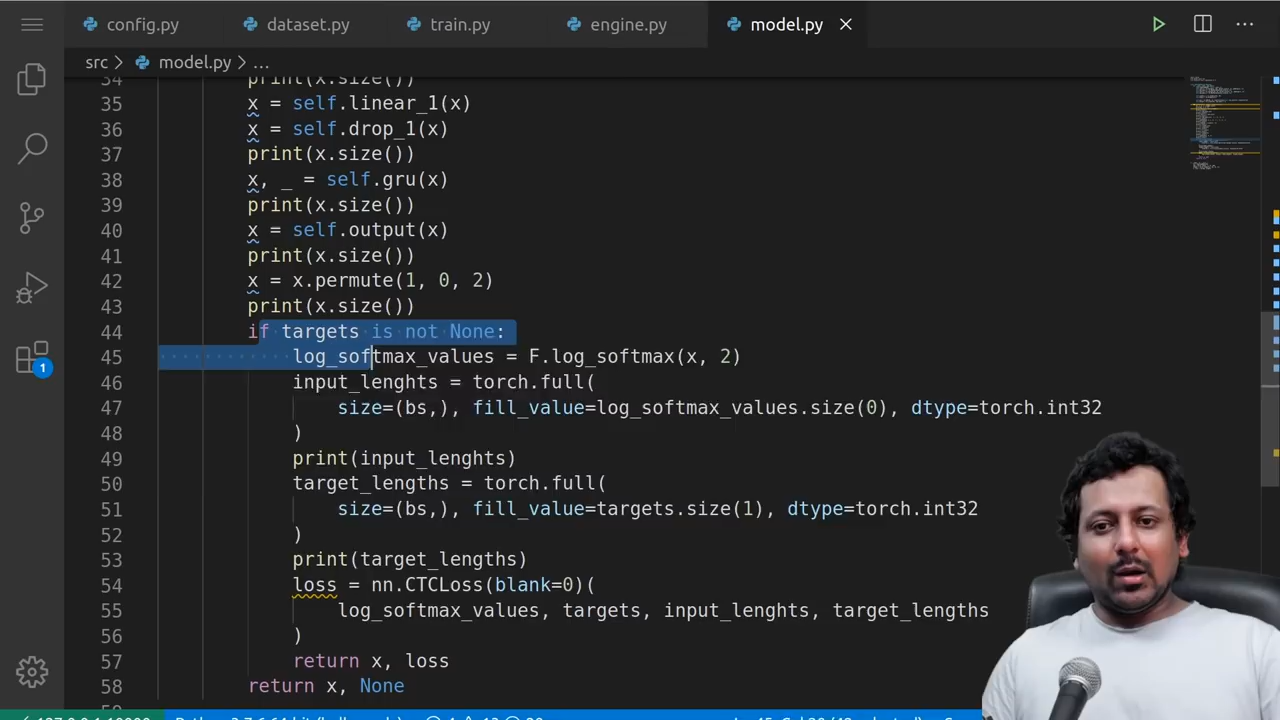 config.py dataset.py train.py engine.py model.py
src model.py ...
34 print(x.size())
35 x = self.linear_1(x)
36 x = self.drop_1(x)
37 print(x.size())
38 x, _ = self.gru(x)
39 print(x.size())
40 x = self.output(x)
41 print(x.size())
42 x = x.permute(1, 0, 2)
43 print(x.size())
44 if targets is not None:
45 log_softmax_values = F.log_softmax(x, 2)
46 input_lenghts = torch.full(
47 size=(bs,), fill_value=log_softmax_values.size(0), dtype=torch.int32
48 )
49 print(input_lenghts)
50 target_lengths = torch.full(
51 size=(bs,), fill_value=targets.size(1), dtype=torch.int32
52 )
53 print(target_lengths)
54 loss = nn.CTCLoss(blank=0)(
55 log_softmax_values, targets, input_lenghts, target_lengths
56 )
57 return x, loss
58 return x, None
1